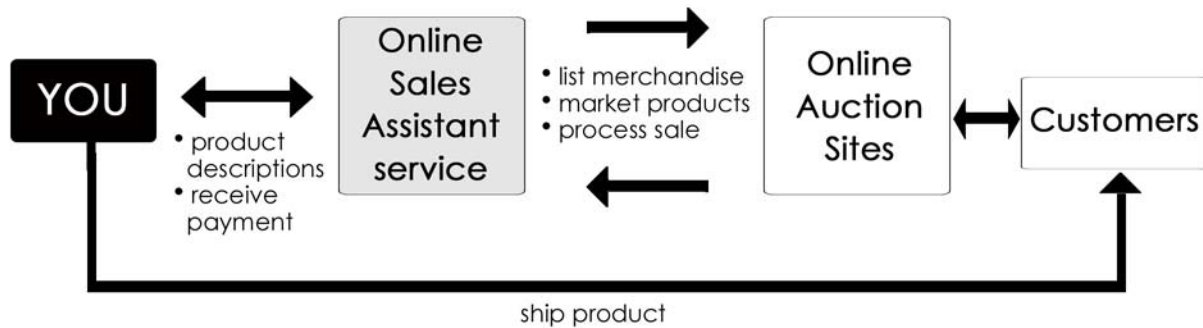 YOU
• product
descriptions
• receive
payment
Online
Sales
Assistant
service
• list merchandise
• market products
• process sale
Online
Auction
Sites
Customers
ship product